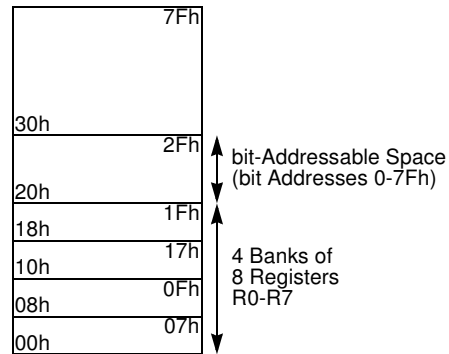 7Fh
30h
2Fh
bit-Addressable Space
(bit Addresses 0-7Fh)
20h
1Fh
18h
17h
10h
4 Banks of
8 Registers
R0-R7
0Fh
08h
07h
00h